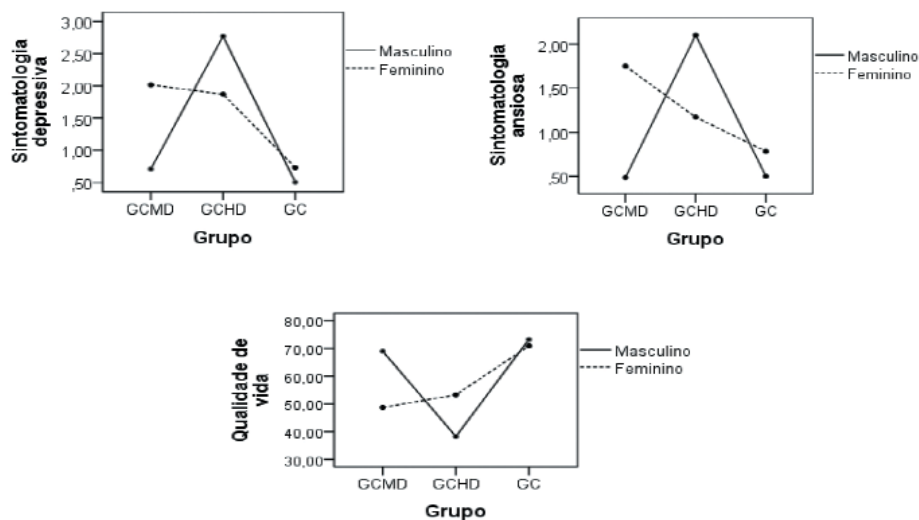 3,00
2,50
2,00
1,50
1,00
,50
Sintomatologia
depressiva
GCMD GCHD GC
Grupo
Masculino
Feminino
2,00
1,50
1,00
,50
Sintomatologia
ansiosa
GCMD GCHD GC
Grupo
Masculino
Feminino
80,00
70,00
60,00
50,00
40,00
30,00
Qualidade de
vida
GCMD GCHD GC
Grupo
Masculino
Feminino